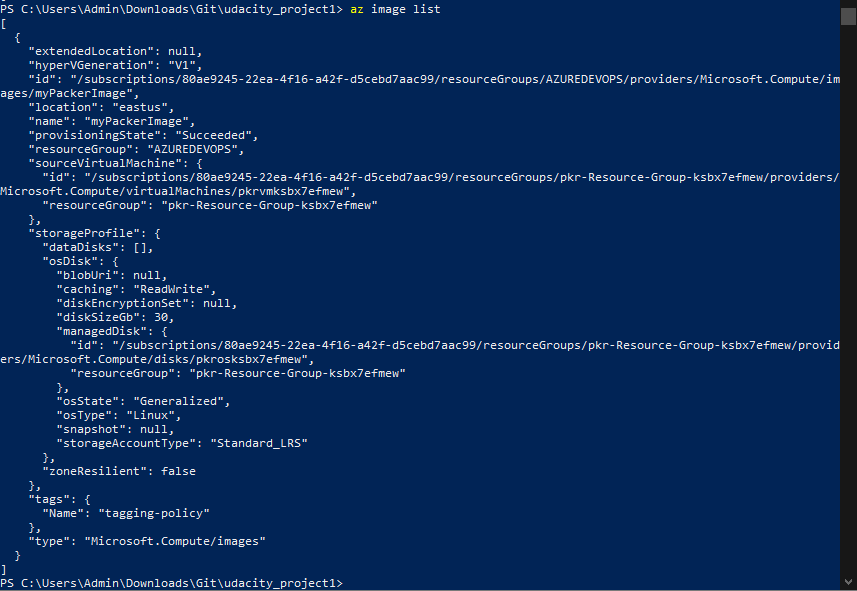 PS C:\Users\Admin\Downloads\Git\udacity_project1> az image list
[
  {
    "extendedLocation": null,
    "hyperVGeneration": "V1",
    "id": "/subscriptions/80ae9245-22ea-4f16-a42f-d5cebd7aac99/resourceGroups/AZUREDEVOPS/providers/Microsoft.Compute/im
ages/myPackerImage",
    "location": "eastus",
    "name": "myPackerImage",
    "provisioningState": "Succeeded",
    "resourceGroup": "AZUREDEVOPS",
    "sourceVirtualMachine": {
      "id": "/subscriptions/80ae9245-22ea-4f16-a42f-d5cebd7aac99/resourceGroups/pkr-Resource-Group-ksbx7efmew/providers/
Microsoft.Compute/virtualMachines/pkrvmksbx7efmew",
      "resourceGroup": "pkr-Resource-Group-ksbx7efmew"
    },
    "storageProfile": {
      "dataDisks": [],
      "osDisk": {
        "blobUri": null,
        "caching": "ReadWrite",
        "diskEncryptionSet": null,
        "diskSizeGb": 30,
        "managedDisk": {
          "id": "/subscriptions/80ae9245-22ea-4f16-a42f-d5cebd7aac99/resourceGroups/pkr-Resource-Group-ksbx7efmew/provid
ers/Microsoft.Compute/disks/pkrosksbx7efmew",
          "resourceGroup": "pkr-Resource-Group-ksbx7efmew"
        },
        "osState": "Generalized",
        "osType": "Linux",
        "snapshot": null,
        "storageAccountType": "Standard_LRS"
      },
      "zoneResilient": false
    },
    "tags": {
      "Name": "tagging-policy"
    },
    "type": "Microsoft.Compute/images"
  }
]
PS C:\Users\Admin\Downloads\Git\udacity_project1>